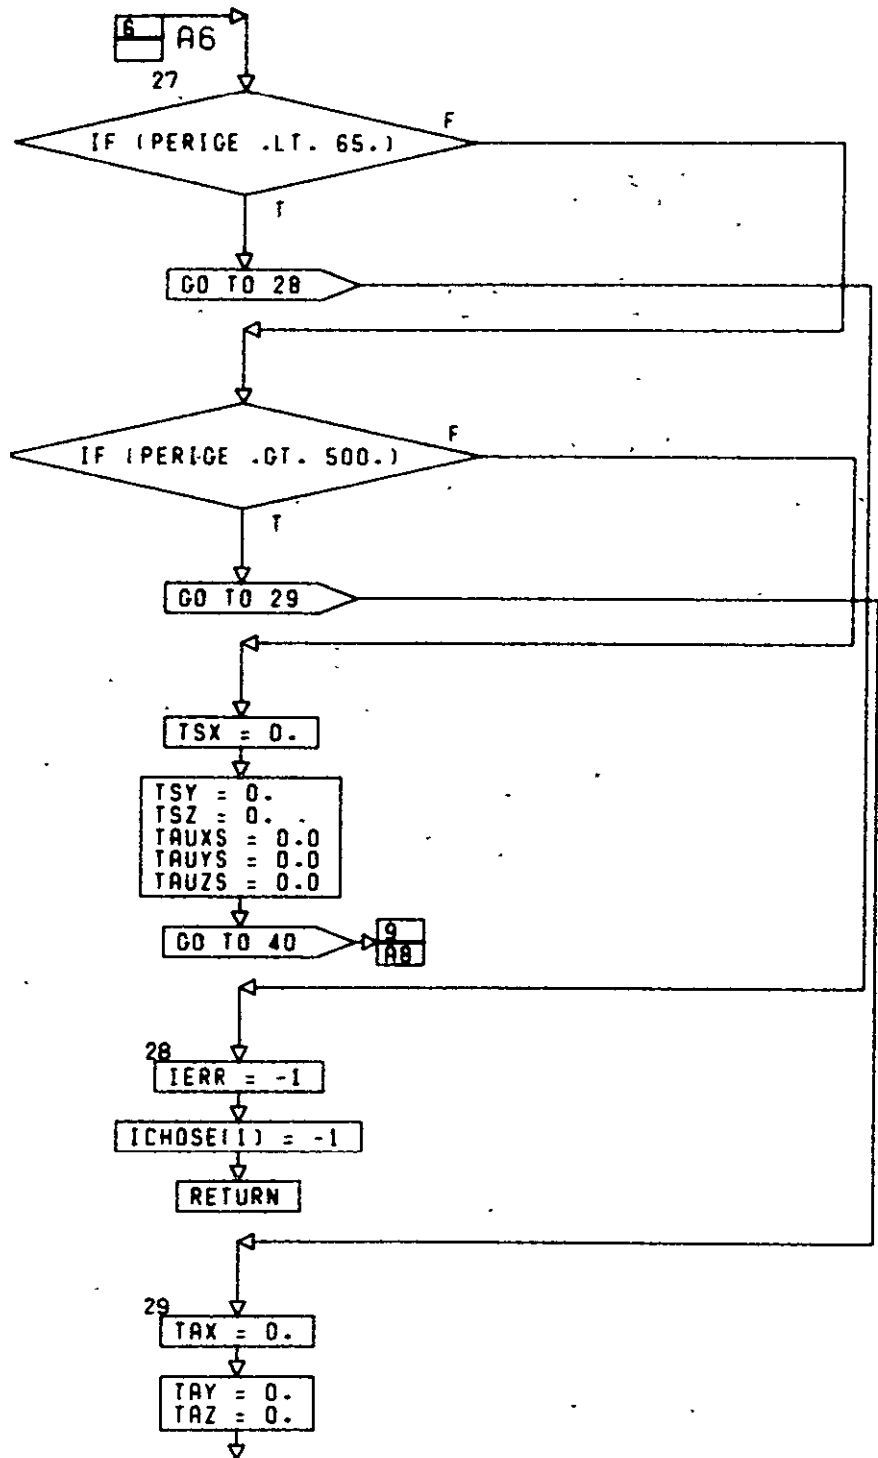 6
A6
27
IF (PERIGE .LT. 65.)
F
T
GO TO 28
IF (PERIGE .GT. 500.)
F
T
GO TO 29
TSX = 0.
TSY = 0.
TSZ = 0.
TAUXS = 0.0
TAUYS = 0.0
TAUZS = 0.0
GO TO 40
9
A8
28
IERR = -1
ICHOSE(1) = -1
RETURN
29
TAX = 0.
TAY = 0.
TAZ = 0.